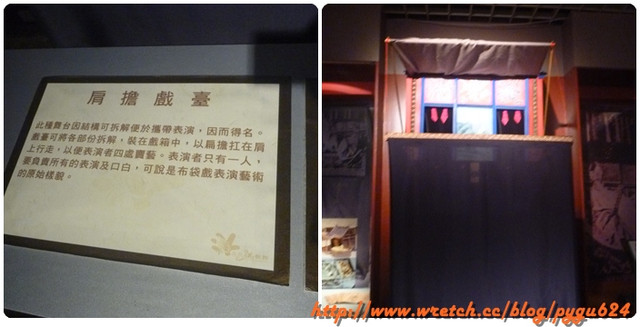 肩擔戲臺
此種舞台因結構可拆解便於攜帶表演，因而得名。
戲臺可將各部份拆解，裝在戲箱中，以扁擔扛在肩
上行走，以便表演者四處賣藝。表演者只有一人，
要負責所有的表演及口白，可說是布袋戲表演藝術
的原始樣貌。
http://www.wretch.cc/blog/pygu624